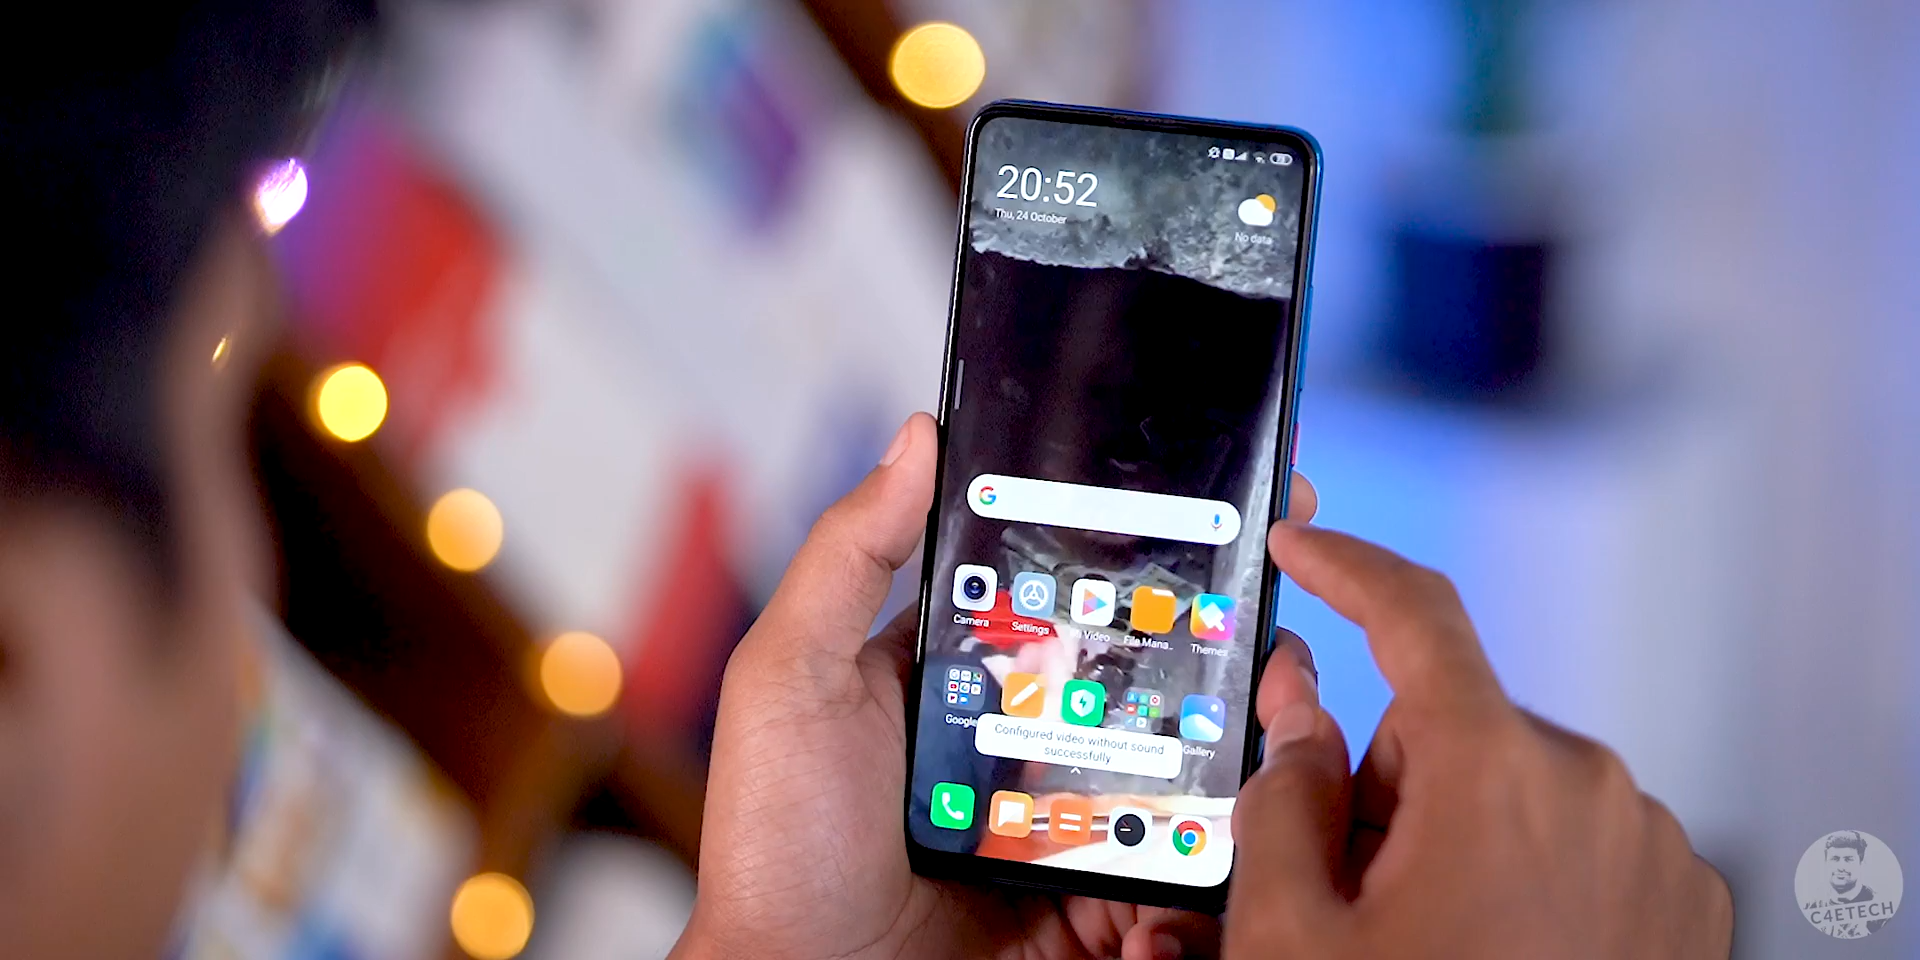 20:52
Thu, 24 October
No data
Camera
Settings
Video
File Mana..
Themes
Google
Gallery
Configured video without sound
successfully
C4ETECH